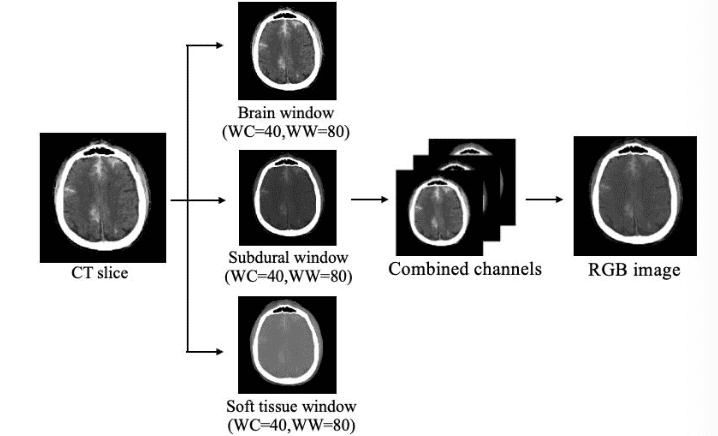 Brain window
(WC=40,WW=80)
CT slice
Subdural window
(WC=40,WW=80)
Combined channels
RGB image
Soft tissue window
(WC=40,WW=80)